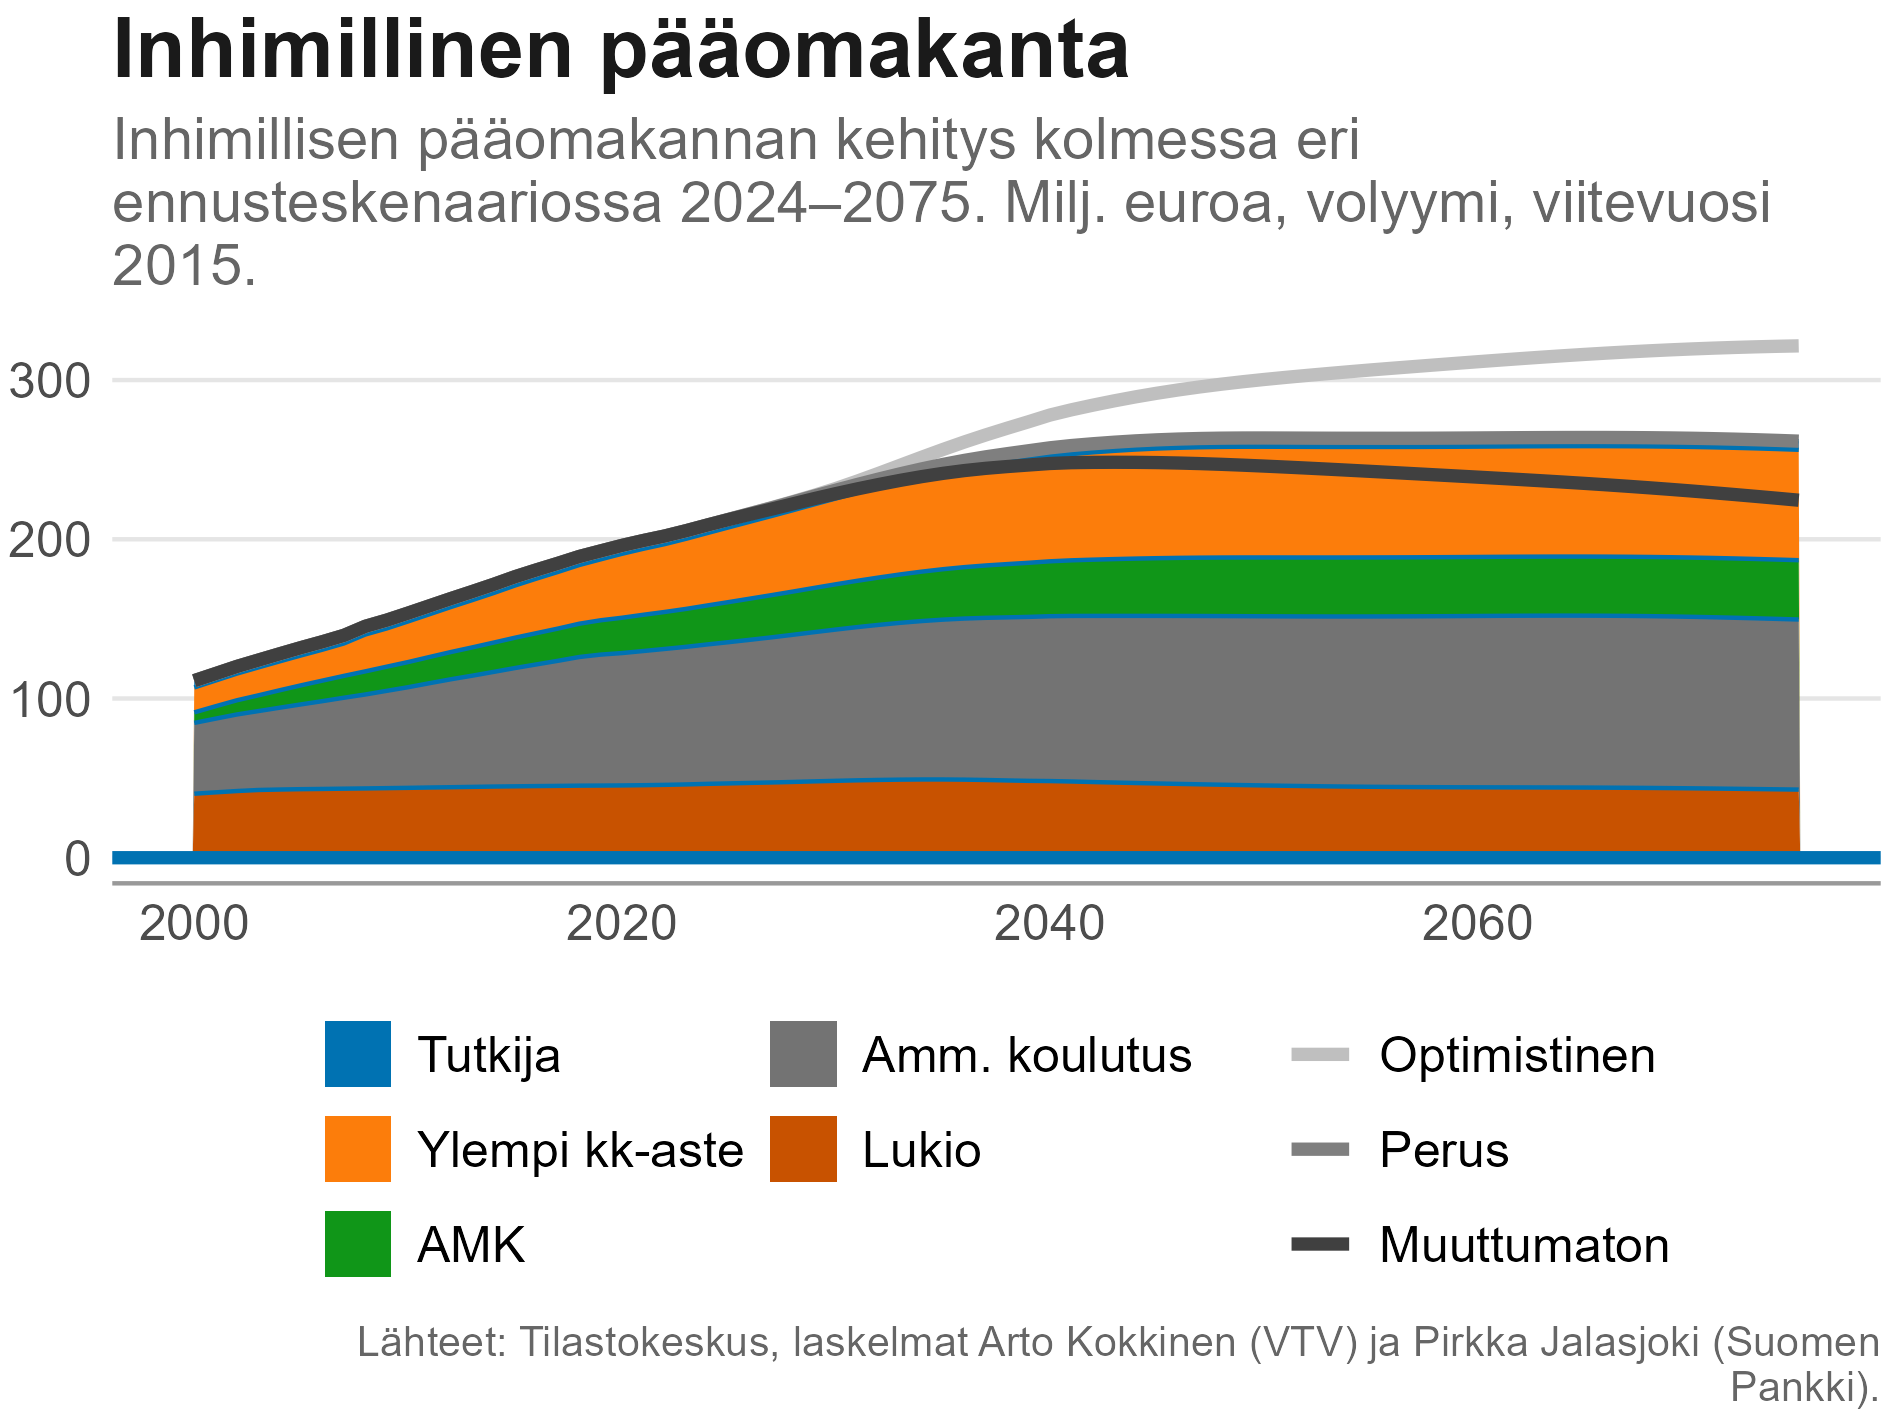 Inhimillinen pääomakanta
Inhimillisen pääomakannan kehitys kolmessa eri
ennusteskenaariossa 2024–2075. Milj. euroa, volyymi, viitevuosi
2015.
300
200
100
0
2000
2020
2040
2060
Tutkija
Ylempi kk-aste
AMK
Amm. koulutus
Lukio
Optimistinen
Perus
Muuttumaton
Lähteet: Tilastokeskus, laskelmat Arto Kokkinen (VTV) ja Pirkka Jalasjoki (Suomen
Pankki).